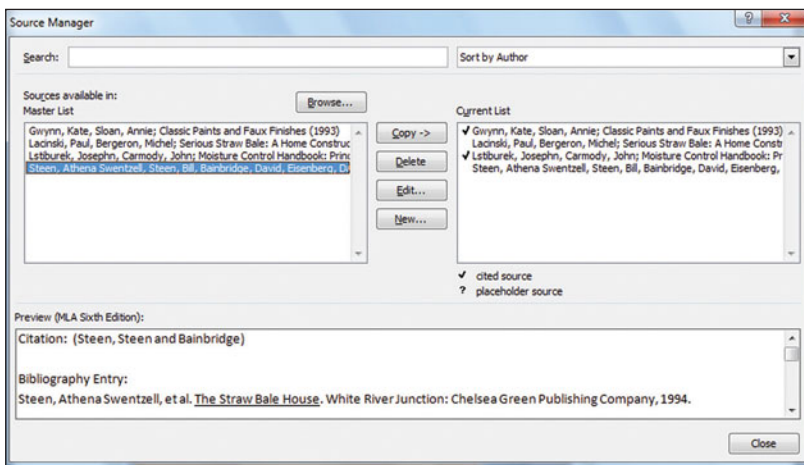 Source Manager
Search:
Sort by Author
Sources available in:
Master List
Browse...
Current List
Gwynn, Kate, Sloan, Annie; Classic Paints and Faux Finishes (1993)
Lacinski, Paul, Bergeron, Michel; Serious Straw Bale: A Home Construc
Lstiburek, Josephn, Carmody, John; Moisture Control Handbook: Princ
Steen, Athena Swentzell, Steen, Bill, Bainbridge, David, Eisenberg, Da
Copy ->
Delete
Edit...
New...
✓ Gwynn, Kate, Sloan, Annie; Classic Paints and Faux Finishes (1993)
Lacinski, Paul, Bergeron, Michel; Serious Straw Bale: A Home Constr
✓ Lstiburek, Josephn, Carmody, John; Moisture Control Handbook: Pr
Steen, Athena Swentzell, Steen, Bill, Bainbridge, David, Eisenberg,
✓ cited source
? placeholder source
Preview (MLA Sixth Edition):
Citation: (Steen, Steen and Bainbridge)
Bibliography Entry:
Steen, Athena Swentzell, et al. The Straw Bale House. White River Junction: Chelsea Green Publishing Company, 1994.
Close